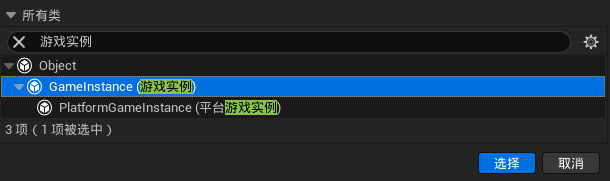 所有类
游戏实例
Object
GameInstance (游戏实例)
PlatformGameInstance (平台游戏实例)
3 项（1 项被选中）
选择 取消